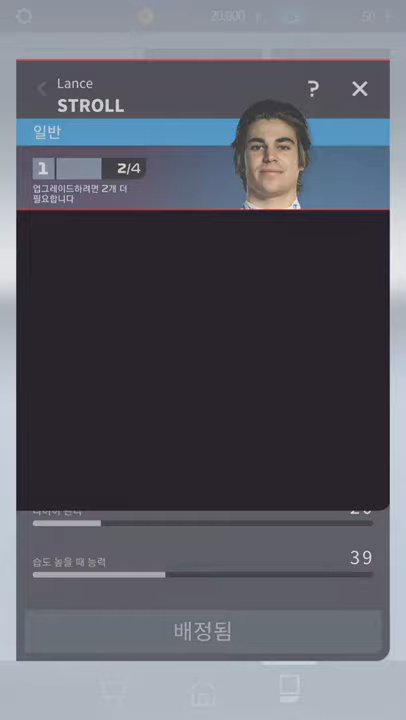 20,000
50
Lance
STROLL
?
일반
1
2/4
업그레이드하려면 2개 더
필요합니다
습도 높을 때 능력
39
배정됨